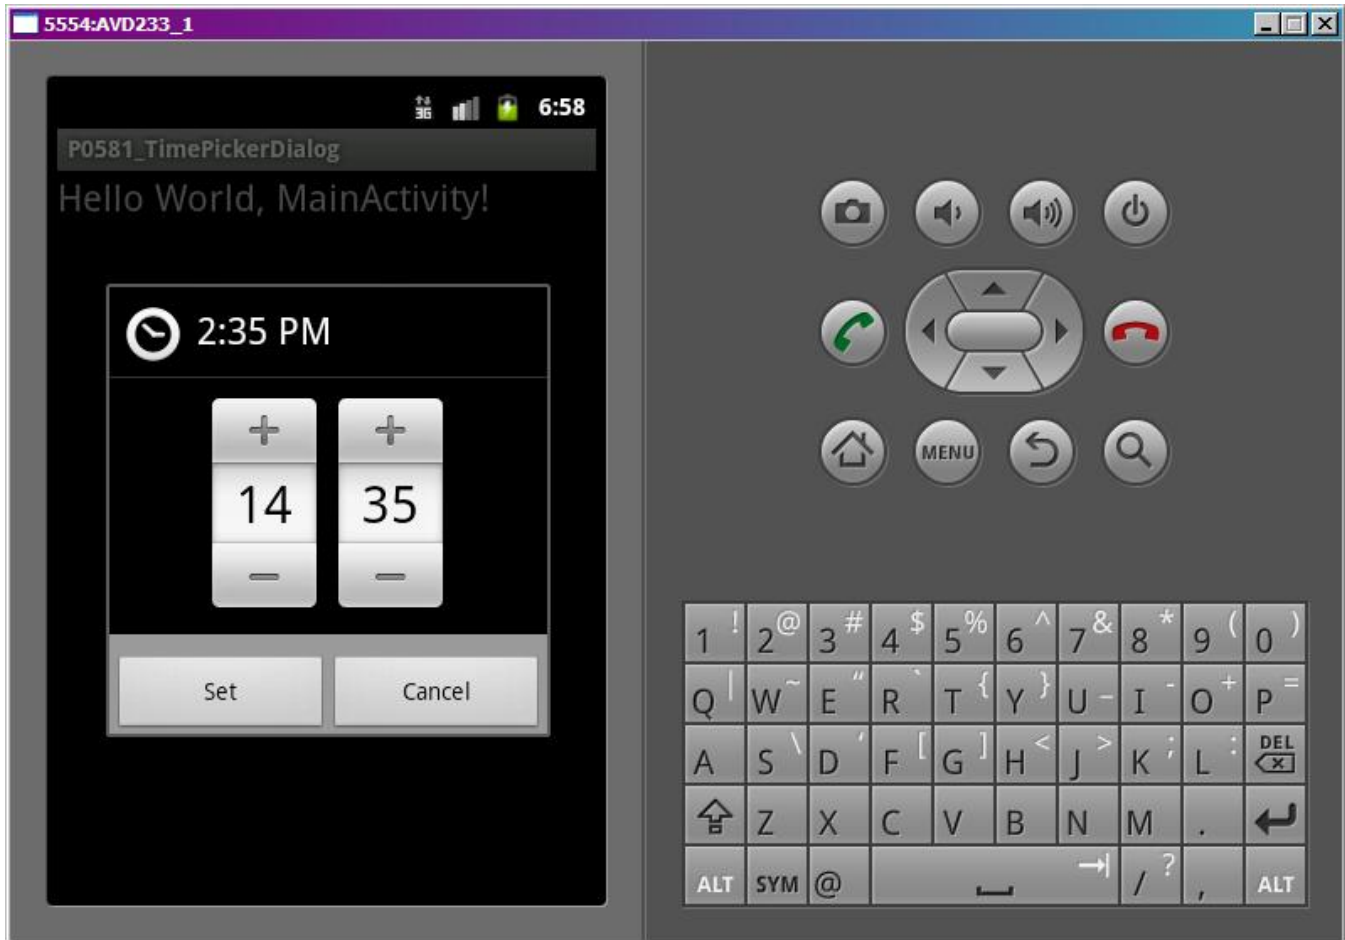 5554:AVD233_1
3G 6:58
P0581_TimePickerDialog
Hello World, MainActivity!
2:35 PM
+ +
14 35
− −
Set Cancel
MENU
1 ! 2 @ 3 # 4 $ 5 % 6 ^ 7 & 8 * 9 ( 0 )
Q | W ~ E " R ` T { Y } U _ I - O + P =
A S \ D ' F [ G ] H < J > K ; L : DEL
Z X C V B N M .
ALT SYM @ / ? , ALT